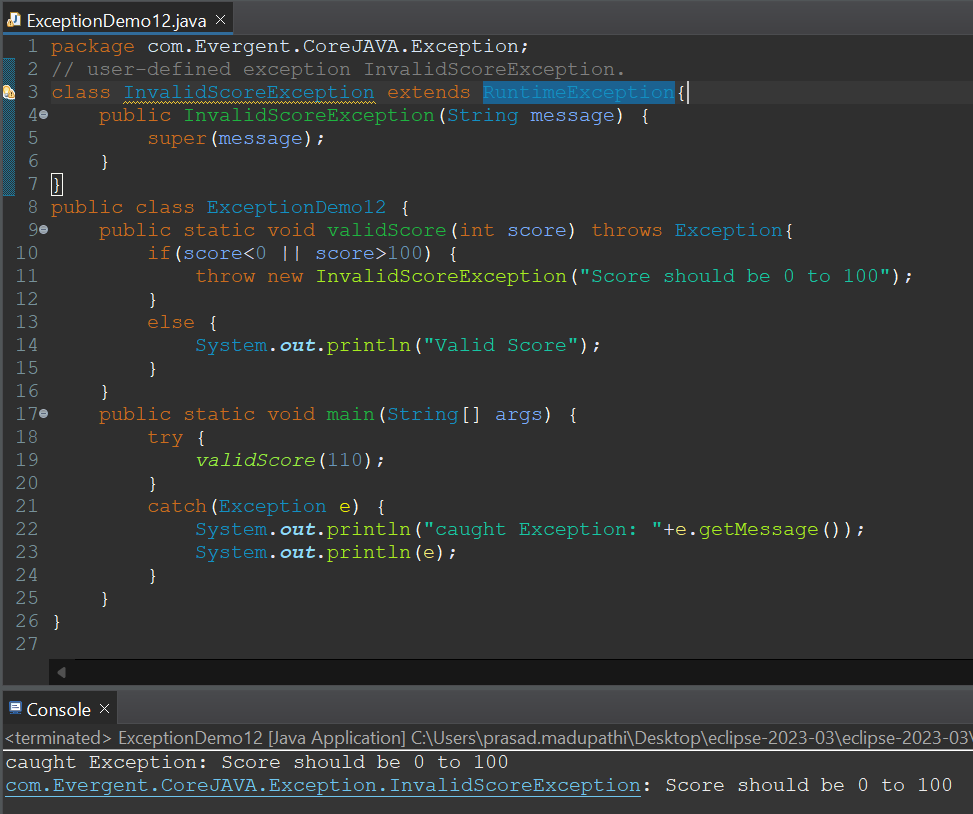 ExceptionDemo12.java
1 package com.Evergent.CoreJAVA.Exception;
2 // user-defined exception InvalidScoreException.
3 class InvalidScoreException extends RuntimeException{
4 public InvalidScoreException(String message) {
5 super(message);
6 }
7 }
8 public class ExceptionDemo12 {
9 public static void validScore(int score) throws Exception{
10 if(score<0 || score>100) {
11 throw new InvalidScoreException("Score should be 0 to 100");
12 }
13 else {
14 System.out.println("Valid Score");
15 }
16 }
17 public static void main(String[] args) {
18 try {
19 validScore(110);
20 }
21 catch(Exception e) {
22 System.out.println("caught Exception: "+e.getMessage());
23 System.out.println(e);
24 }
25 }
26 }
27
Console
<terminated> ExceptionDemo12 [Java Application] C:\Users\prasad.madupathi\Desktop\eclipse-2023-03\eclipse-2023-03\
caught Exception: Score should be 0 to 100
com.Evergent.CoreJAVA.Exception.InvalidScoreException: Score should be 0 to 100